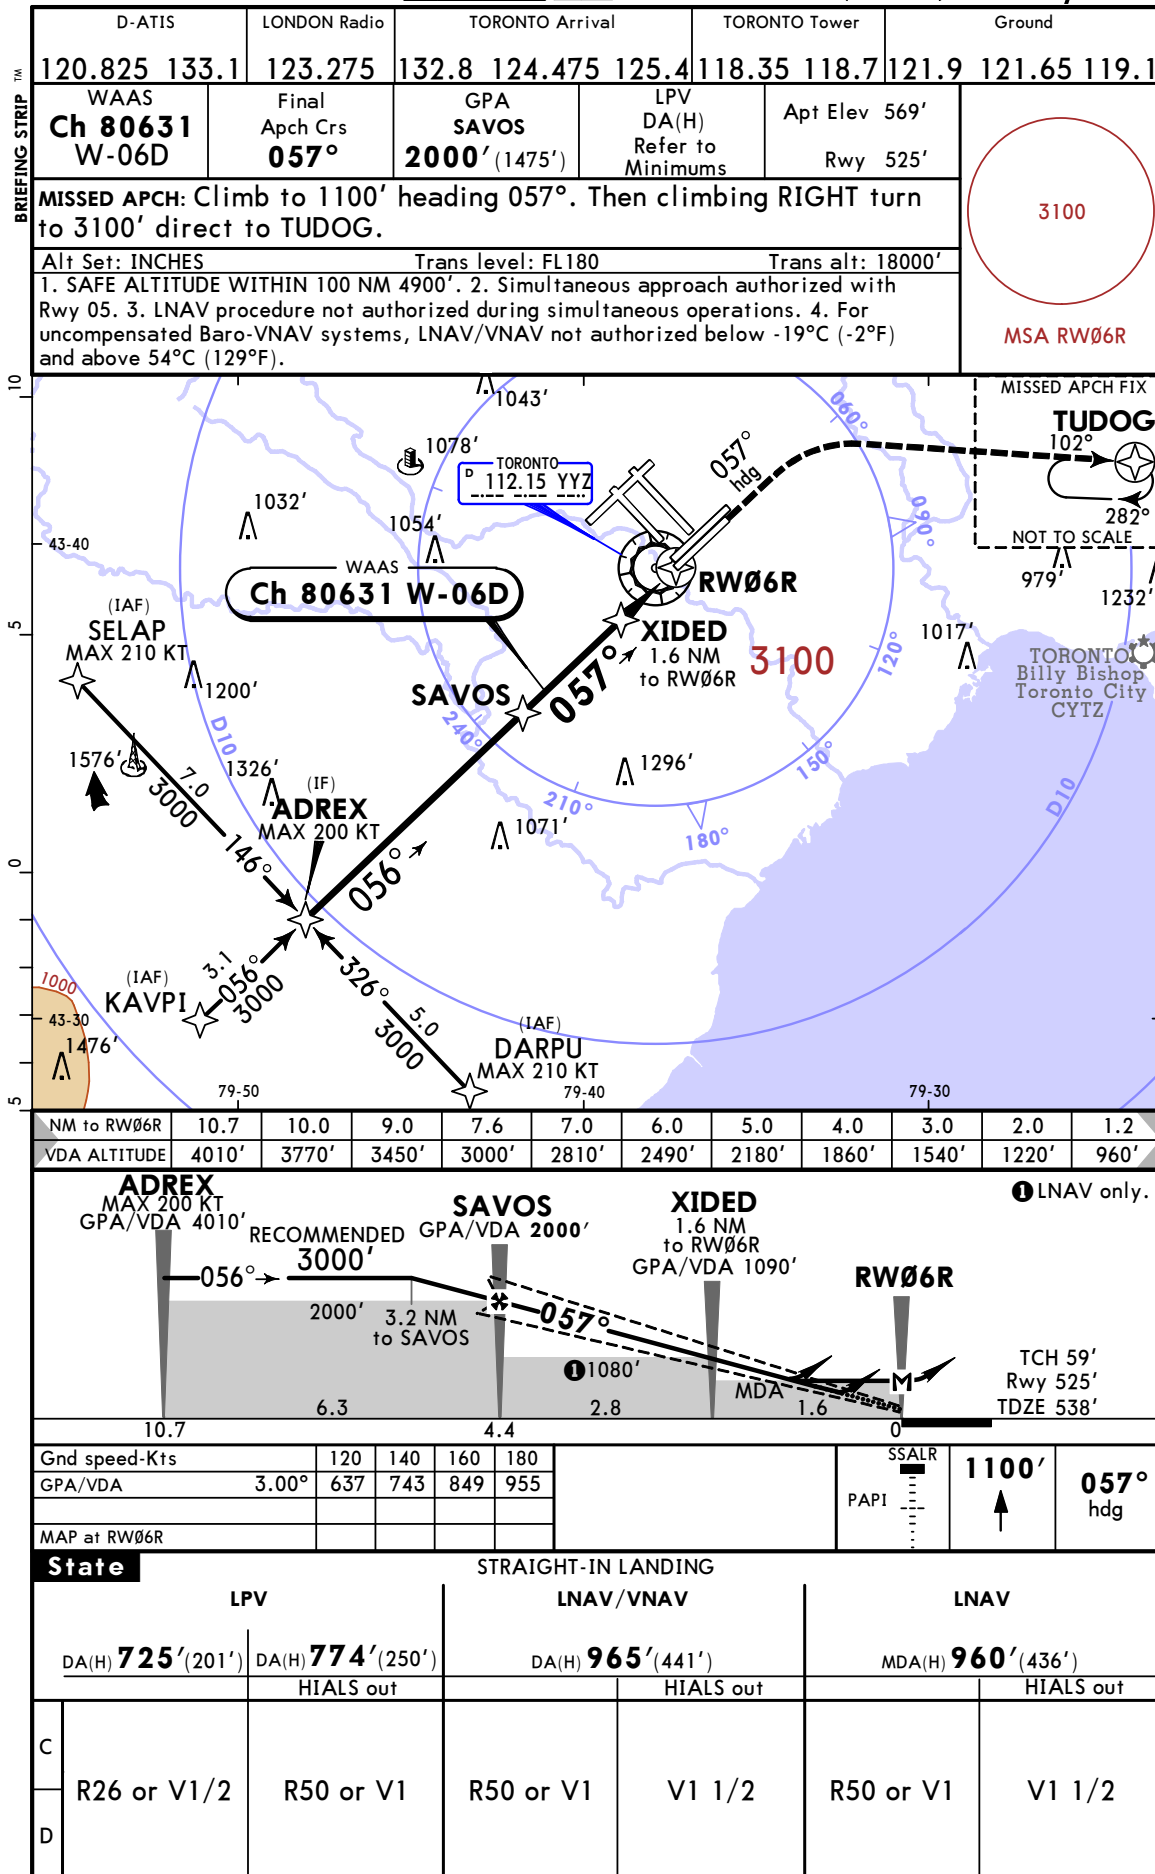 D-ATIS
LONDON Radio
TORONTO Arrival
TORONTO Tower
Ground
120.825 133.1
123.275
132.8 124.475 125.4
118.35 118.7
121.9 121.65 119.1
BRIEFING STRIP TM
WAAS
Ch 80631
W-06D
Final
Apch Crs
057°
GPA
SAVOS
2000' (1475')
LPV
DA(H)
Refer to
Minimums
Apt Elev 569'
Rwy 525'
MISSED APCH: Climb to 1100' heading 057°. Then climbing RIGHT turn
to 3100' direct to TUDOG.
Alt Set: INCHES
Trans level: FL180
Trans alt: 18000'
1. SAFE ALTITUDE WITHIN 100 NM 4900'. 2. Simultaneous approach authorized with
Rwy 05. 3. LNAV procedure not authorized during simultaneous operations. 4. For
uncompensated Baro-VNAV systems, LNAV/VNAV not authorized below -19°C (-2°F)
and above 54°C (129°F).
3100
MSA RWØ6R
10
5
0
5
1043'
1078'
1032'
1054'
TORONTO
D 112.15 YYZ
057°
hdg
060°
090°
120°
150°
180°
210°
240°
MISSED APCH FIX
TUDOG
102°
282°
NOT TO SCALE
979'
1232'
1017'
43-40
WAAS
Ch 80631 W-06D
RWØ6R
XIDED
1.6 NM
to RWØ6R
3100
TORONTO
Billy Bishop
Toronto City
CYTZ
(IAF)
SELAP
MAX 210 KT
1200'
D10
SAVOS
057°
1576'
7.0
3000
146°
1326'
(IF)
ADREX
MAX 200 KT
056°
1296'
1071'
D10
(IAF)
KAVPI
3.1
056°
3000
326°
5.0
3000
(IAF)
DARPU
MAX 210 KT
1000
43-30
1476'
79-50
79-40
79-30
NM to RWØ6R 10.7 10.0 9.0 7.6 7.0 6.0 5.0 4.0 3.0 2.0 1.2
VDA ALTITUDE 4010' 3770' 3450' 3000' 2810' 2490' 2180' 1860' 1540' 1220' 960'
ADREX
MAX 200 KT
GPA/VDA 4010'
RECOMMENDED
3000'
056°
2000'
3.2 NM
to SAVOS
SAVOS
GPA/VDA 2000'
057°
XIDED
1.6 NM
to RWØ6R
GPA/VDA 1090'
1 LNAV only.
RWØ6R
1 1080'
MDA
M
TCH 59'
Rwy 525'
TDZE 538'
6.3
2.8
1.6
10.7
4.4
0
Gnd speed-Kts 120 140 160 180
GPA/VDA 3.00° 637 743 849 955
MAP at RWØ6R
SSALR
PAPI
1100'
057°
hdg
State
STRAIGHT-IN LANDING
LPV
LNAV/VNAV
LNAV
DA(H) 725'(201')
DA(H) 774'(250')
DA(H) 965'(441')
MDA(H) 960'(436')
HIALS out
HIALS out
HIALS out
C
D
R26 or V1/2
R50 or V1
R50 or V1
V1 1/2
R50 or V1
V1 1/2